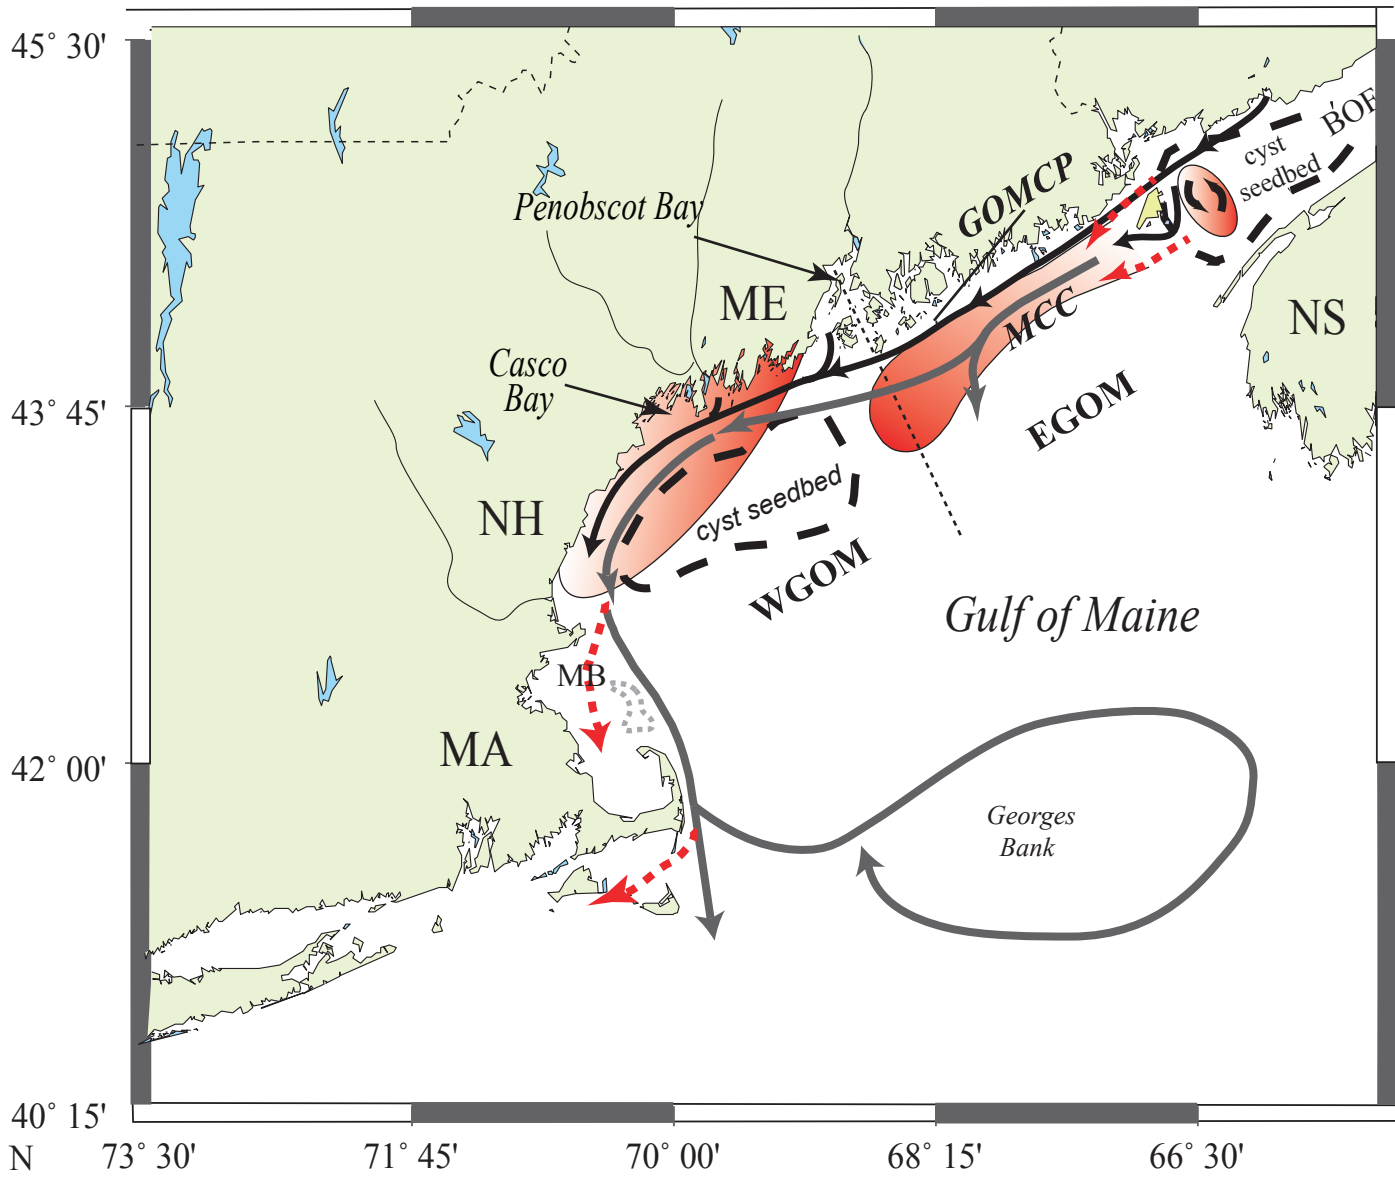 45° 30'
BOF
cyst
seedbed
GOMCP
Penobscot Bay
ME
MCC
NS
Casco
Bay
43° 45'
EGOM
cyst seedbed
NH
WGOM
Gulf of Maine
MB
MA
42° 00'
Georges
Bank
40° 15'
N
73° 30'
71° 45'
70° 00'
68° 15'
66° 30'